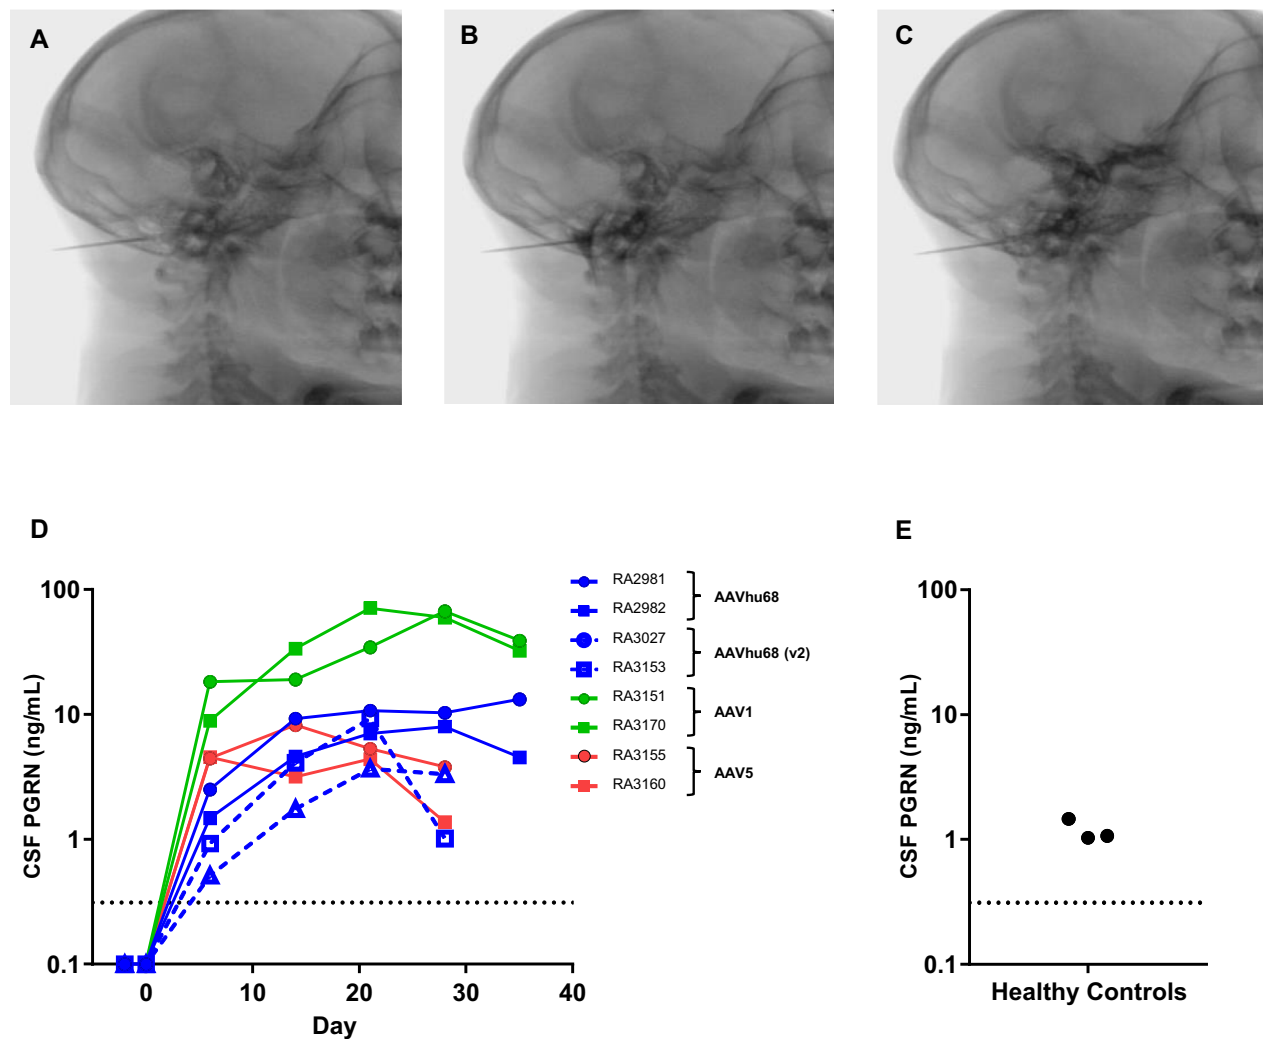 A
B
C
D
E
100
10
1
0.1
CSF PGRN (ng/mL)
0
10
20
30
40
Day
RA2981
RA2982
AAVhu68
RA3027
RA3153
AAVhu68 (v2)
RA3151
RA3170
AAV1
RA3155
RA3160
AAV5
100
10
1
0.1
CSF PGRN (ng/mL)
Healthy Controls